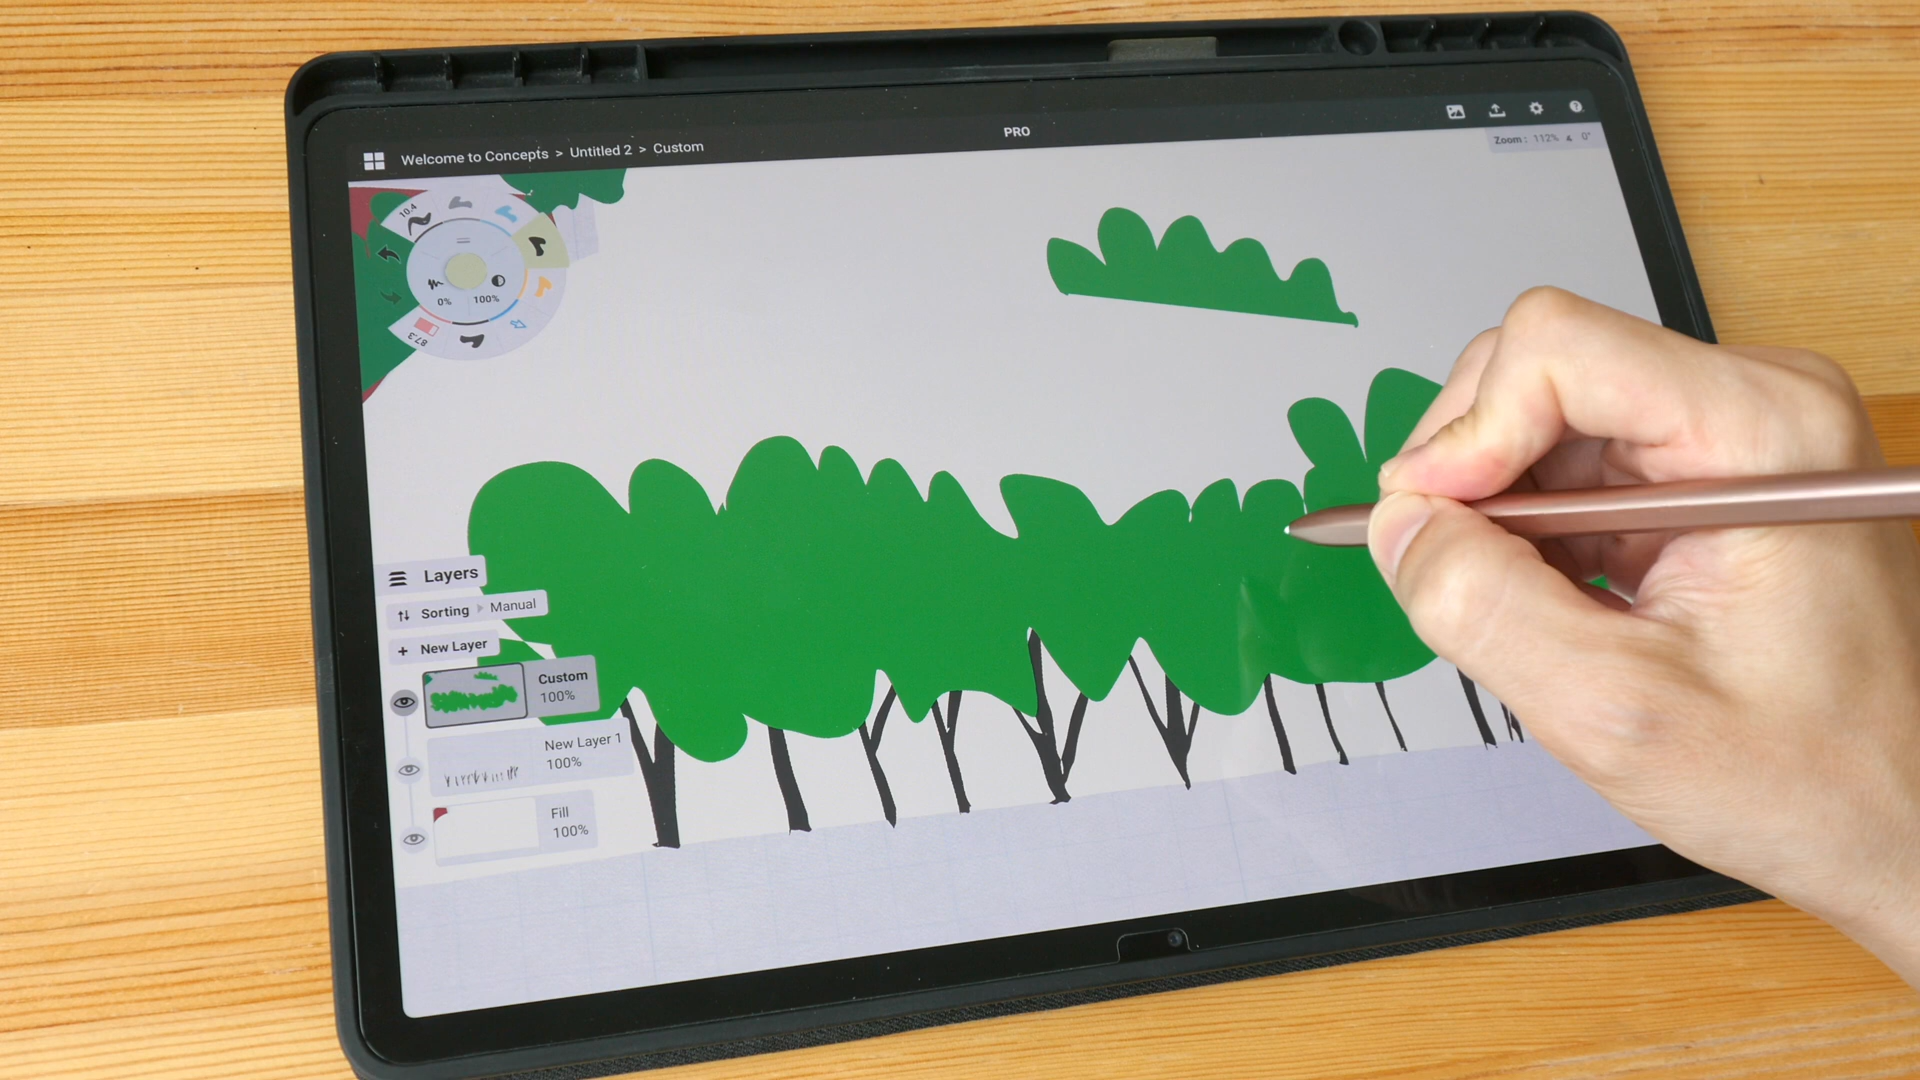 PRO
Welcome to Concepts > Untitled 2 > Custom
Zoom: 112% 0°
10.4
0% 100%
87.3
Layers
Sorting Manual
+ New Layer
Custom
100%
New Layer 1
100%
Fill
100%